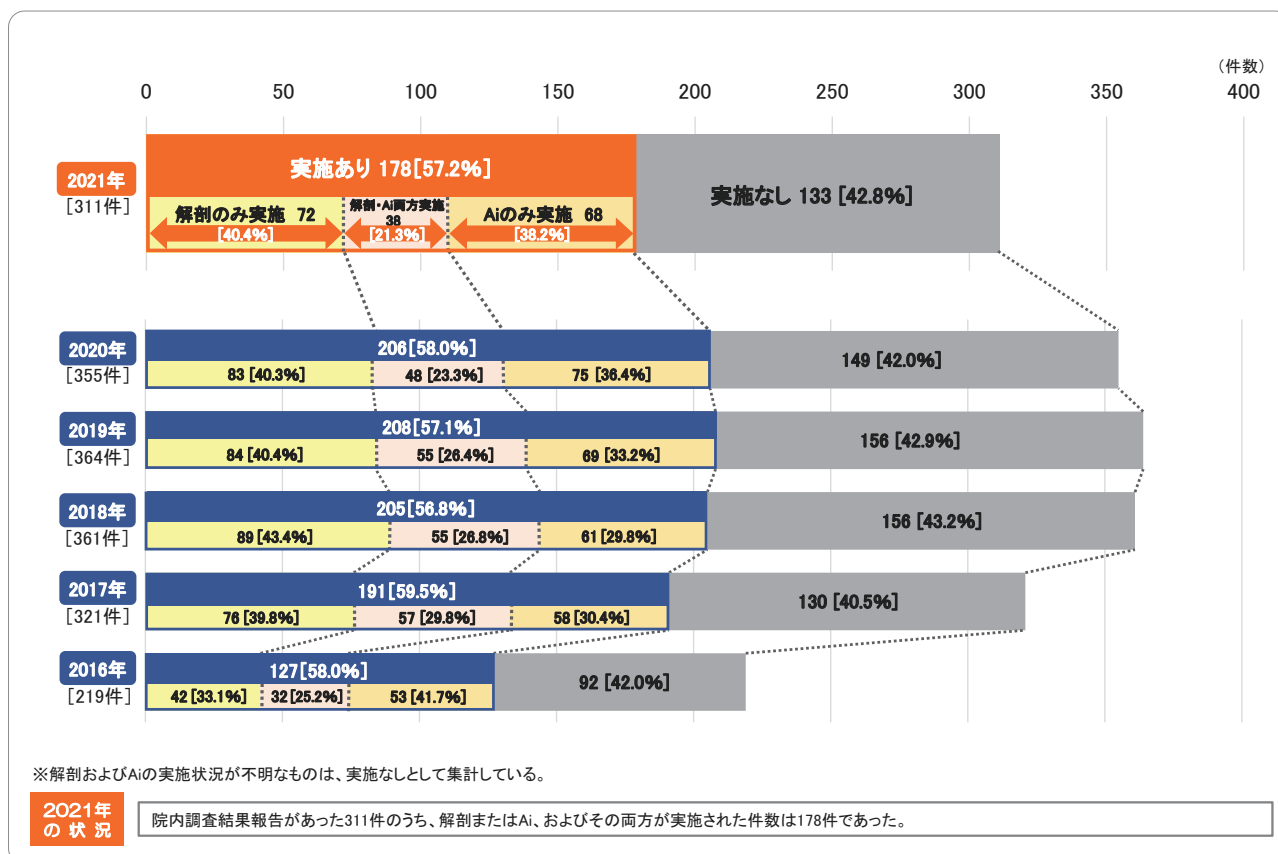 (件数)
0 50 100 150 200 250 300 350 400
2021年
[311件]
実施あり 178[57.2%]
実施なし 133 [42.8%]
解剖のみ実施 72
[40.4%]
解剖・Ai両方実施
38
[21.3%]
Aiのみ実施 68
[38.2%]
2020年
[355件]
206[58.0%]
149 [42.0%]
83 [40.3%] 48 [23.3%] 75 [36.4%]
2019年
[364件]
208[57.1%]
156 [42.9%]
84 [40.4%] 55 [26.4%] 69 [33.2%]
2018年
[361件]
205[56.8%]
156 [43.2%]
89 [43.4%] 55 [26.8%] 61 [29.8%]
2017年
[321件]
191[59.5%]
130 [40.5%]
76 [39.8%] 57 [29.8%] 58 [30.4%]
2016年
[219件]
127[58.0%]
92 [42.0%]
42 [33.1%] 32 [25.2%] 53 [41.7%]
※解剖およびAiの実施状況が不明なものは、実施なしとして集計している。
2021年
の状況
院内調査結果報告があった311件のうち、解剖またはAi、およびその両方が実施された件数は178件であった。